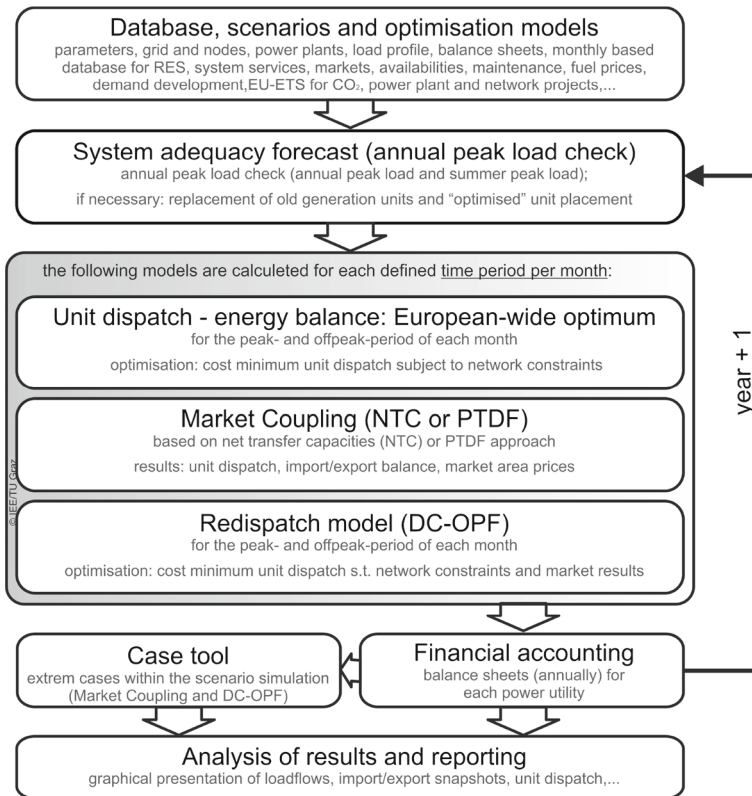 Database, scenarios and optimisation models
parameters, grid and nodes, power plants, load profile, balance sheets, monthly based
database for RES, system services, markets, availabilities, maintenance, fuel prices,
demand development,EU-ETS for CO₂, power plant and network projects,...
System adequacy forecast (annual peak load check)
annual peak load check (annual peak load and summer peak load);
if necessary: replacement of old generation units and “optimised” unit placement
the following models are calculeted for each defined time period per month:
Unit dispatch - energy balance: European-wide optimum
for the peak- and offpeak-period of each month
optimisation: cost minimum unit dispatch subject to network constraints
Market Coupling (NTC or PTDF)
based on net transfer capacities (NTC) or PTDF approach
results: unit dispatch, import/export balance, market area prices
Redispatch model (DC-OPF)
for the peak- and offpeak-period of each month
optimisation: cost minimum unit dispatch s.t. network constraints and market results
©IEE/TU Graz
year + 1
Case tool
extrem cases within the scenario simulation
(Market Coupling and DC-OPF)
Financial accounting
balance sheets (annually) for
each power utility
Analysis of results and reporting
graphical presentation of loadflows, import/export snapshots, unit dispatch,...